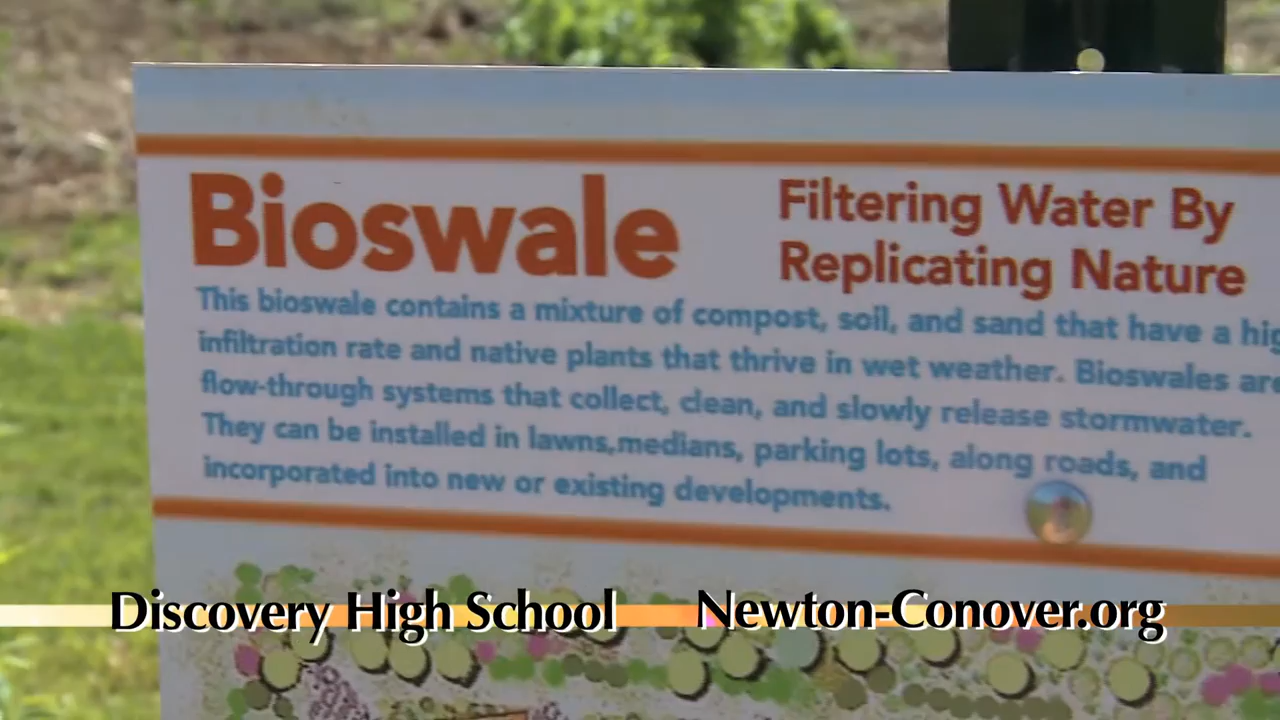 Bioswale
Filtering Water By
Replicating Nature
This bioswale contains a mixture of compost, soil, and sand that have a hig
infiltration rate and native plants that thrive in wet weather. Bioswales are
flow-through systems that collect, clean, and slowly release stormwater.
They can be installed in lawns,medians, parking lots, along roads, and
incorporated into new or existing developments.
Discovery High School
Newton-Conover.org